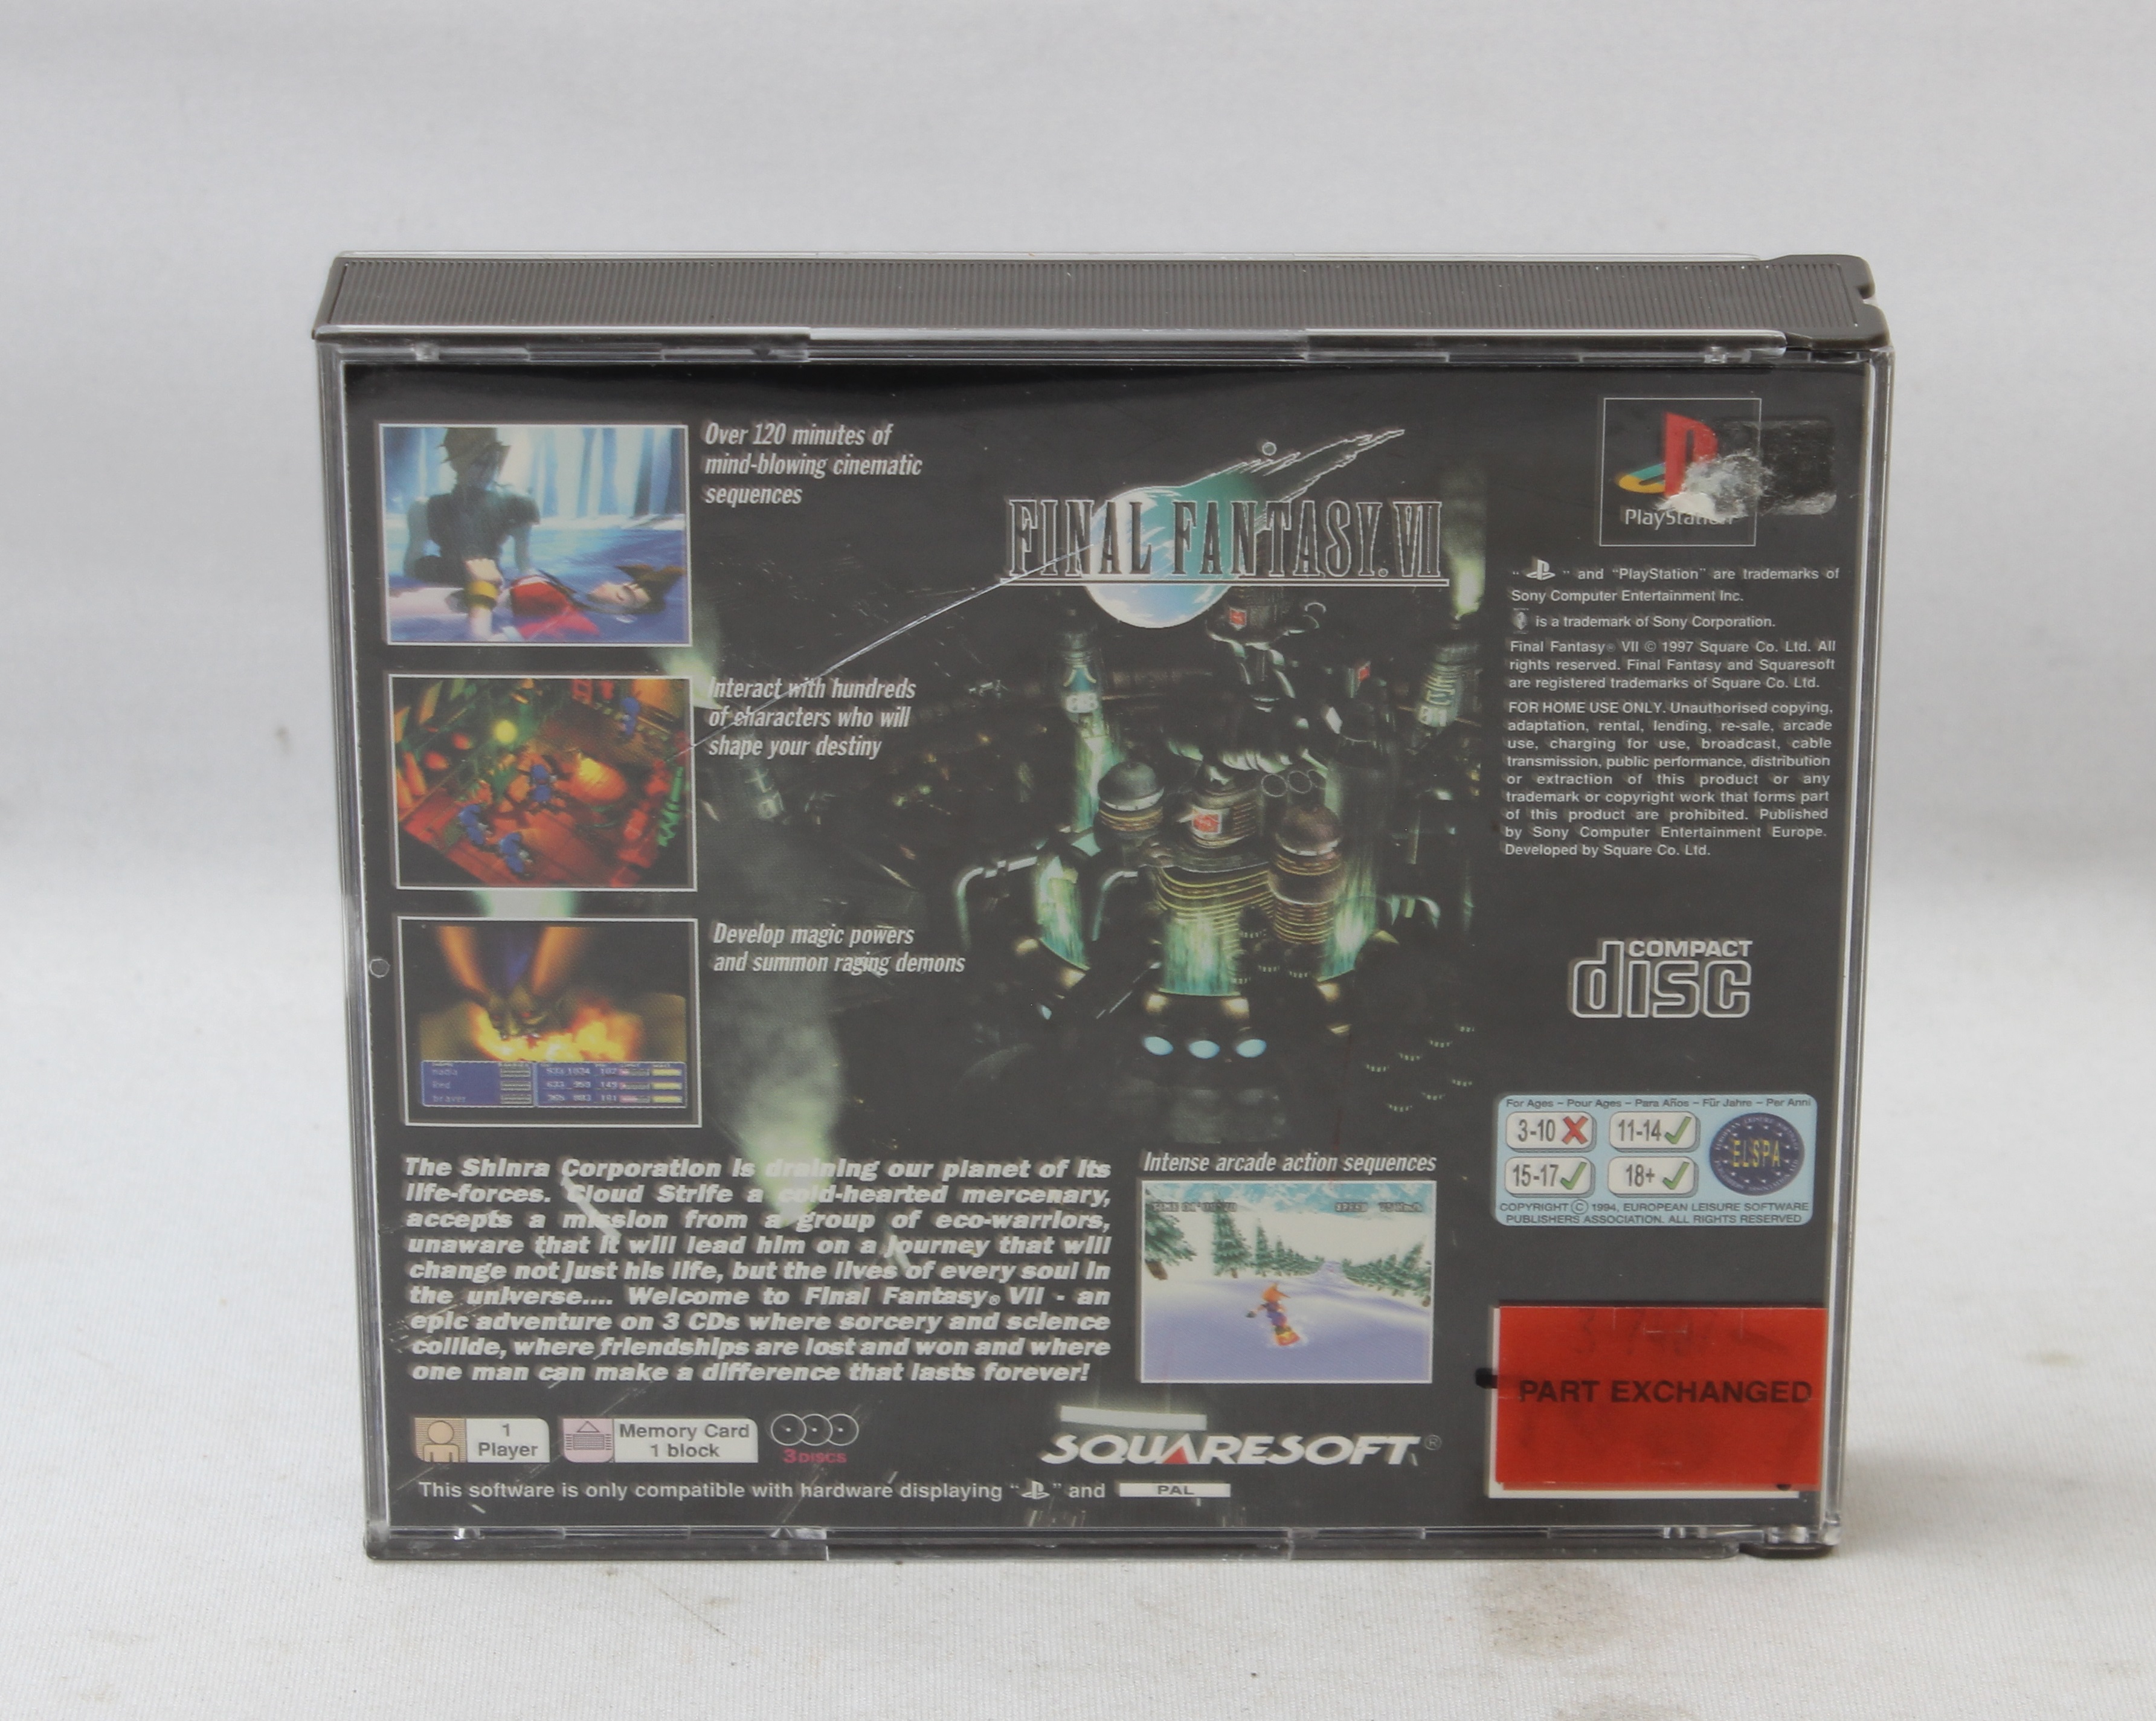 Over 120 minutes of
mind-blowing cinematic
sequences
FINAL FANTASY® VII
PlayStation
" " and "PlayStation" are trademarks of
Sony Computer Entertainment Inc.
is a trademark of Sony Corporation.
Final Fantasy® VII © 1997 Square Co. Ltd. All
rights reserved. Final Fantasy and Squaresoft
are registered trademarks of Square Co. Ltd.
FOR HOME USE ONLY. Unauthorised copying,
adaptation, rental, lending, re-sale, arcade
use, charging for use, broadcast, cable
transmission, public performance, distribution
or extraction of this product or any
trademark or copyright work that forms part
of this product are prohibited. Published
by Sony Computer Entertainment Europe.
Developed by Square Co. Ltd.
Interact with hundreds
of characters who will
shape your destiny
Develop magic powers
and summon raging demons
COMPACT
disc
For Ages – Pour Ages – Para Años – Für Jahre – Per Anni
3-10 11-14
15-17 18+
ELSPA
COPYRIGHT © 1994, EUROPEAN LEISURE SOFTWARE
PUBLISHERS ASSOCIATION. ALL RIGHTS RESERVED
The Shinra Corporation is draining our planet of its
life-forces. Cloud Strife a cold-hearted mercenary,
accepts a mission from a group of eco-warriors,
unaware that it will lead him on a journey that will
change not just his life, but the lives of every soul in
the universe.... Welcome to Final Fantasy® VII - an
epic adventure on 3 CDs where sorcery and science
collide, where friendships are lost and won and where
one man can make a difference that lasts forever!
Intense arcade action sequences
PART EXCHANGED
1
Player
Memory Card
1 block
3 DISCS
SQUARESOFT®
This software is only compatible with hardware displaying " " and PAL